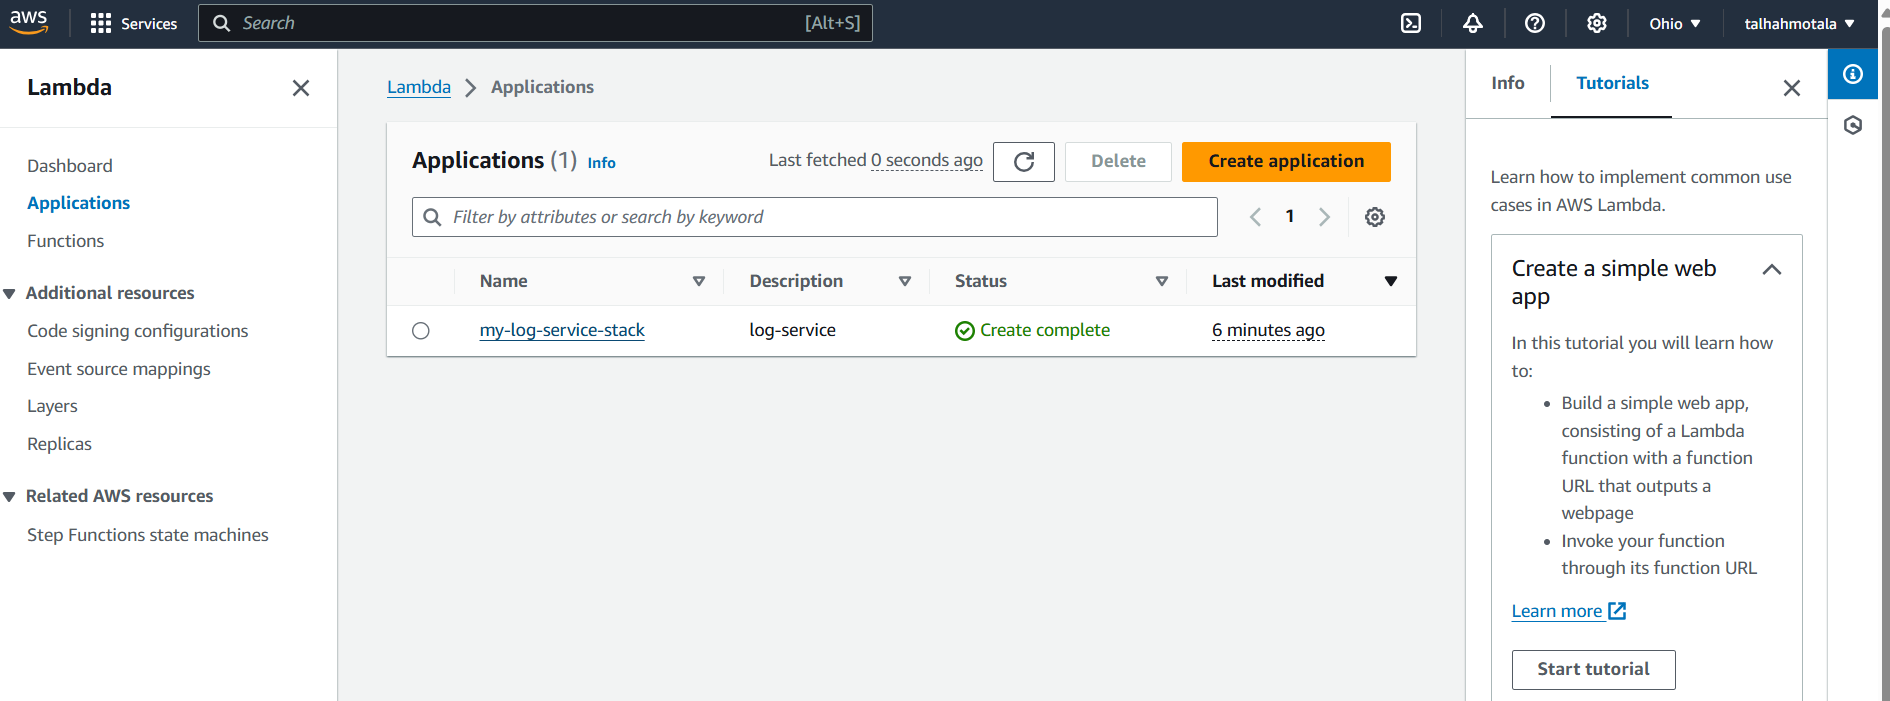 aws
Services
Search
[Alt+S]
Ohio
talhahmotala
Lambda
Dashboard
Applications
Functions
Additional resources
Code signing configurations
Event source mappings
Layers
Replicas
Related AWS resources
Step Functions state machines
Lambda
Applications
Applications (1) Info
Last fetched 0 seconds ago
Delete
Create application
Filter by attributes or search by keyword
1
Name
Description
Status
Last modified
my-log-service-stack
log-service
Create complete
6 minutes ago
Info
Tutorials
Learn how to implement common use
cases in AWS Lambda.
Create a simple web
app
In this tutorial you will learn how
to:
• Build a simple web app,
consisting of a Lambda
function with a function
URL that outputs a
webpage
• Invoke your function
through its function URL
Learn more
Start tutorial